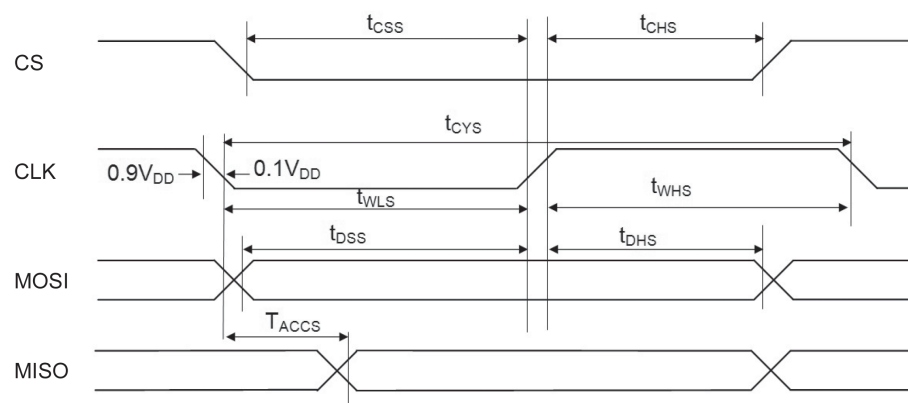 tCSS tCHS
CS
tCYS
CLK 0.9VDD 0.1VDD
tWLS tWHS
tDSS tDHS
MOSI
TACCS
MISO